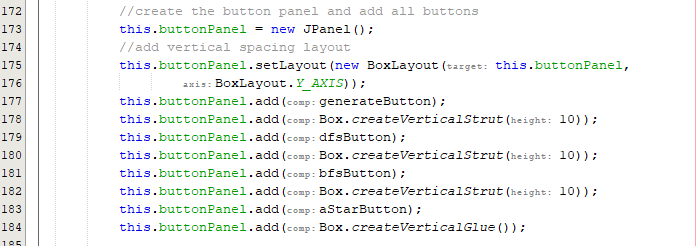 172 //create the button panel and add all buttons
173 this.buttonPanel = new JPanel();
174 //add vertical spacing layout
175 this.buttonPanel.setLayout(new BoxLayout(target: this.buttonPanel,
176 axis: BoxLayout.Y_AXIS));
177 this.buttonPanel.add(comp: generateButton);
178 this.buttonPanel.add(comp: Box.createVerticalStrut(height: 10));
179 this.buttonPanel.add(comp: dfsButton);
180 this.buttonPanel.add(comp: Box.createVerticalStrut(height: 10));
181 this.buttonPanel.add(comp: bfsButton);
182 this.buttonPanel.add(comp: Box.createVerticalStrut(height: 10));
183 this.buttonPanel.add(comp: aStarButton);
184 this.buttonPanel.add(comp: Box.createVerticalGlue());
185